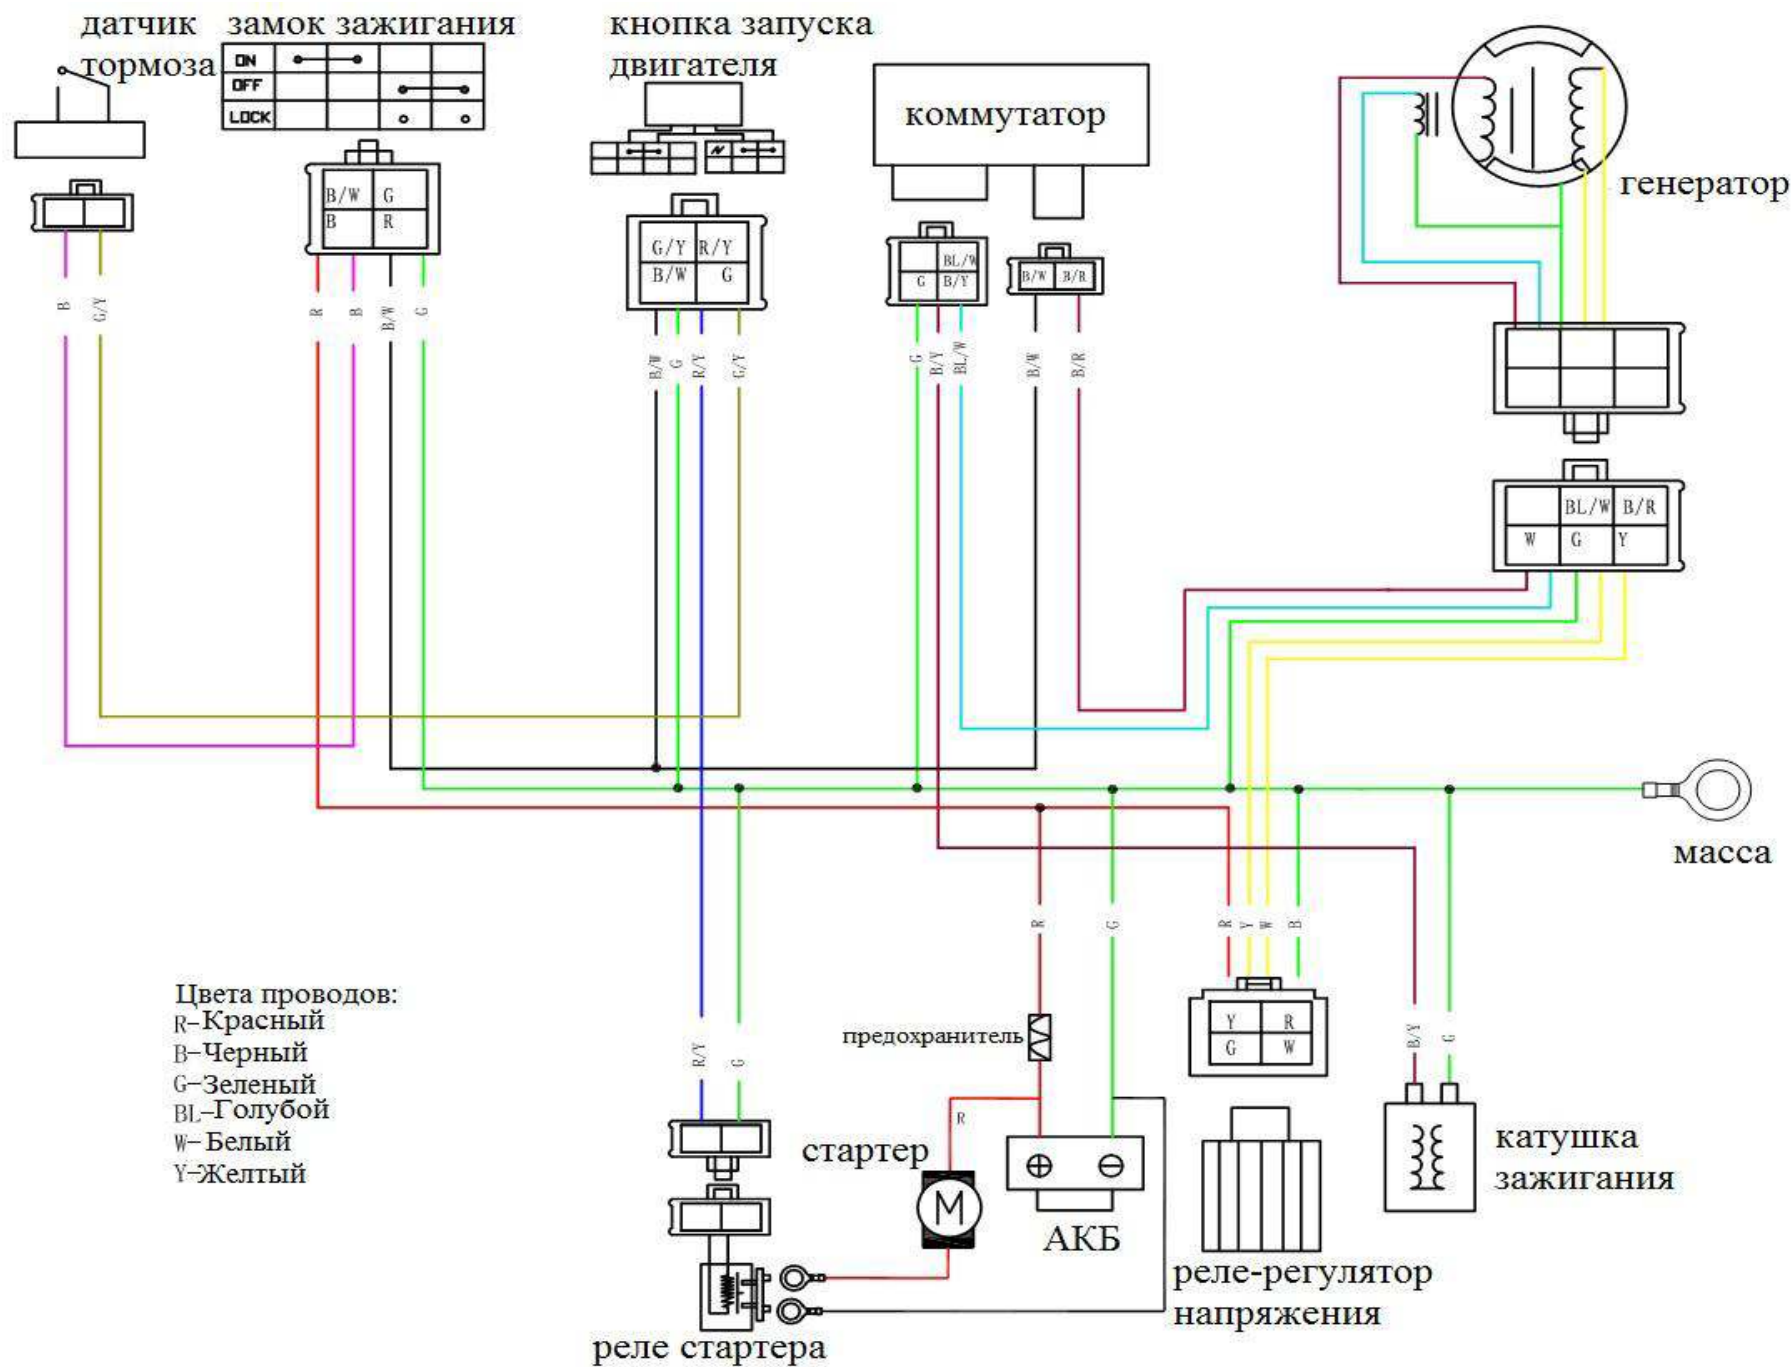 датчик
тормоза
замок зажигания
ON
OFF
LOCK
кнопка запуска
двигателя
коммутатор
генератор
B/W G
B R
G/Y R/Y
B/W G
BL/W
G B/Y
B/W B/R
B
G/Y
R
B
B/W
G
B/W
G
R/Y
G/Y
G
B/Y
BL/W
B/W
B/R
BL/W B/R
W G Y
масса
R
G
R
Y
W
B
Цвета проводов:
R-Красный
B-Черный
G-Зеленый
BL-Голубой
W-Белый
Y-Желтый
R/Y
G
предохранитель
Y R
G W
B/Y
G
R
стартер
M
АКБ
катушка
зажигания
реле-регулятор
напряжения
реле стартера